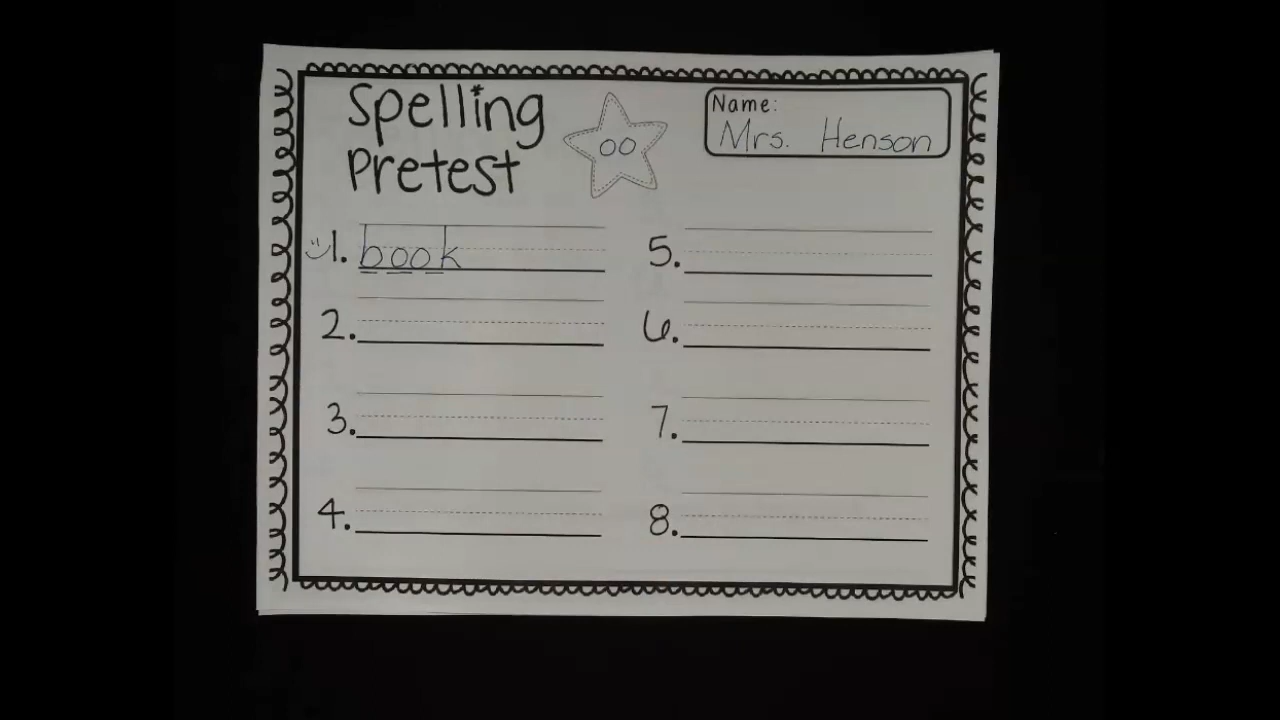 Spelling
Pretest
oo
Name:
Mrs. Henson
1. book
2.
3.
4.
5.
6.
7.
8.